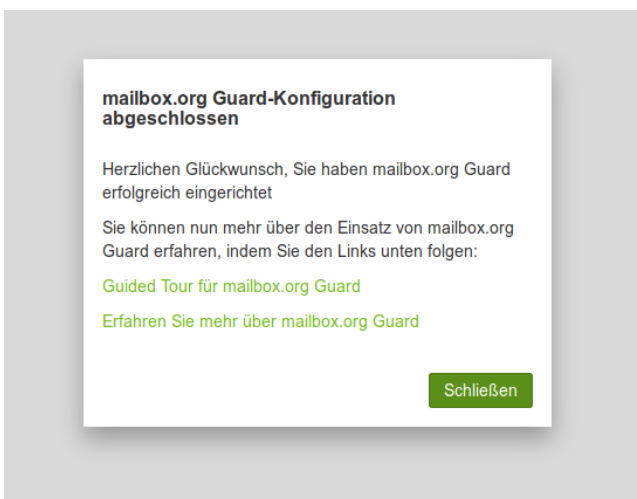 mailbox.org Guard-Konfiguration
abgeschlossen
Herzlichen Glückwunsch, Sie haben mailbox.org Guard
erfolgreich eingerichtet
Sie können nun mehr über den Einsatz von mailbox.org
Guard erfahren, indem Sie den Links unten folgen:
Guided Tour für mailbox.org Guard
Erfahren Sie mehr über mailbox.org Guard
Schließen